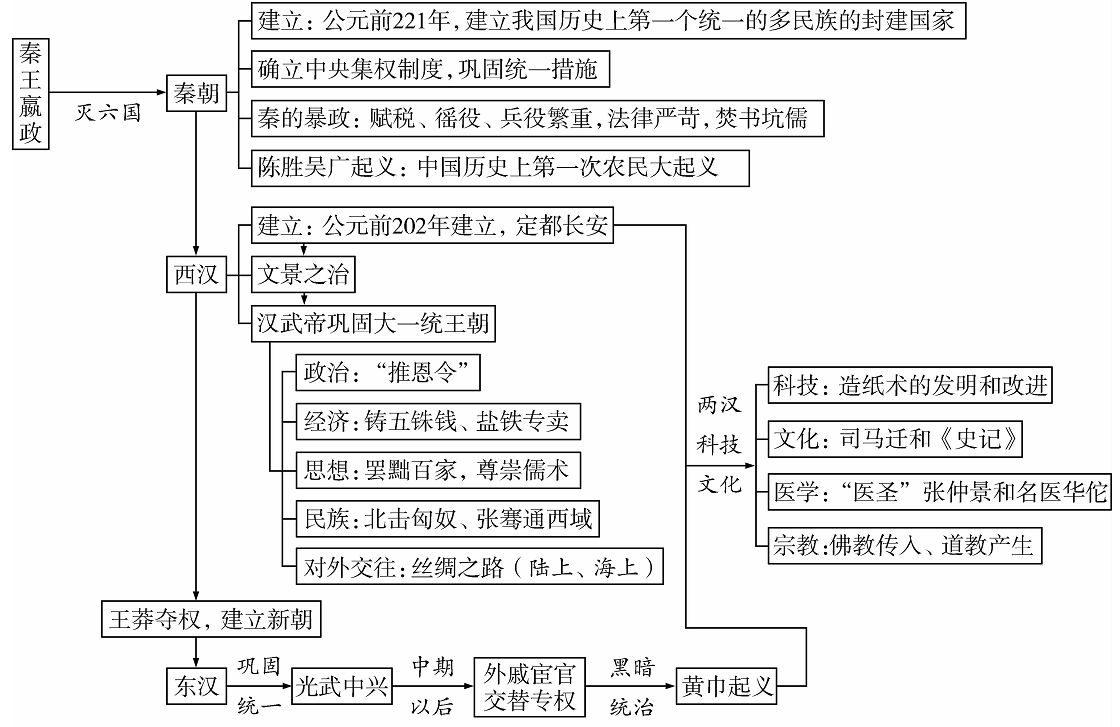 秦王嬴政
灭六国
秦朝
建立：公元前221年，建立我国历史上第一个统一的多民族的封建国家
确立中央集权制度，巩固统一措施
秦的暴政：赋税、徭役、兵役繁重，法律严苛，焚书坑儒
陈胜吴广起义：中国历史上第一次农民大起义
西汉
建立：公元前202年建立，定都长安
文景之治
汉武帝巩固大一统王朝
政治：“推恩令”
经济：铸五铢钱、盐铁专卖
思想：罢黜百家，尊崇儒术
民族：北击匈奴、张骞通西域
对外交往：丝绸之路（陆上、海上）
两汉
科技
文化
科技：造纸术的发明和改进
文化：司马迁和《史记》
医学：“医圣”张仲景和名医华佗
宗教：佛教传入、道教产生
王莽夺权，建立新朝
东汉
巩固
统一
光武中兴
中期
以后
外戚宦官
交替专权
黑暗
统治
黄巾起义